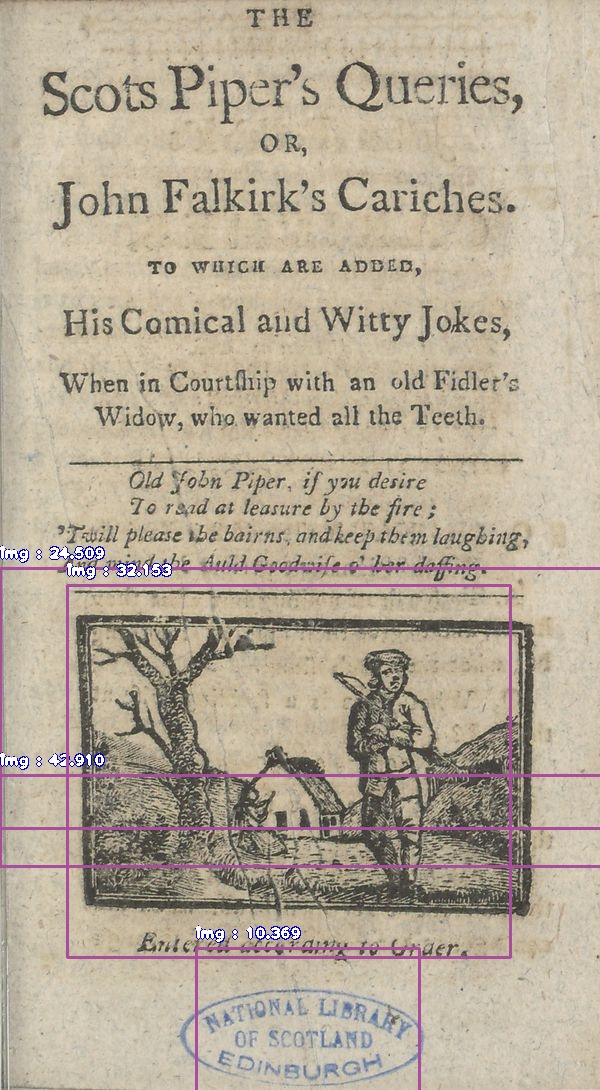 THE
Scots Piper's Queries,
OR,
John Falkirk's Cariches.
TO WHICH ARE ADDED,
His Comical and Witty Jokes,
When in Courtship with an old Fidler's
Widow, who wanted all the Teeth.
Old John Piper, if you desire
To read at leasure by the fire;
'Twill please the bairns, and keep them laughing,
And mind the Auld Goodwife o' her daffing.
img : 24.509
img : 32.153
img : 42.910
Entered according to Order.
img : 10.369
NATIONAL LIBRARY
OF SCOTLAND
EDINBURGH